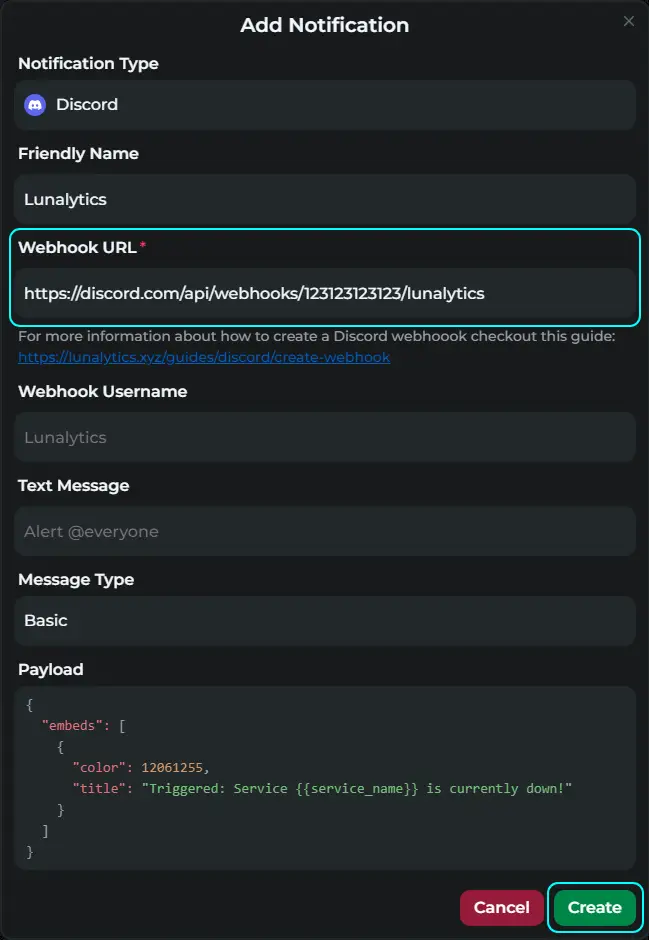 Add Notification
Notification Type
Discord
Friendly Name
Lunalytics
Webhook URL*
https://discord.com/api/webhooks/123123123123/lunalytics
For more information about how to create a Discord webhoook checkout this guide:
https://lunalytics.xyz/guides/discord/create-webhook
Webhook Username
Lunalytics
Text Message
Alert @everyone
Message Type
Basic
Payload
{
  "embeds": [
    {
      "color": 12061255,
      "title": "Triggered: Service {{service_name}} is currently down!"
    }
  ]
}
Cancel
Create